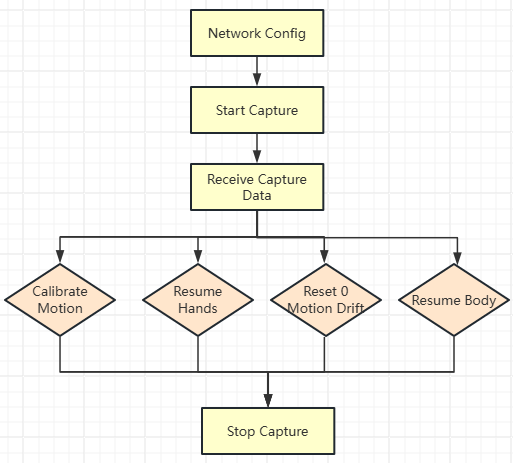 Network Config
Start Capture
Receive Capture
Data
Calibrate
Motion
Resume
Hands
Reset 0
Motion Drift
Resume Body
Stop Capture